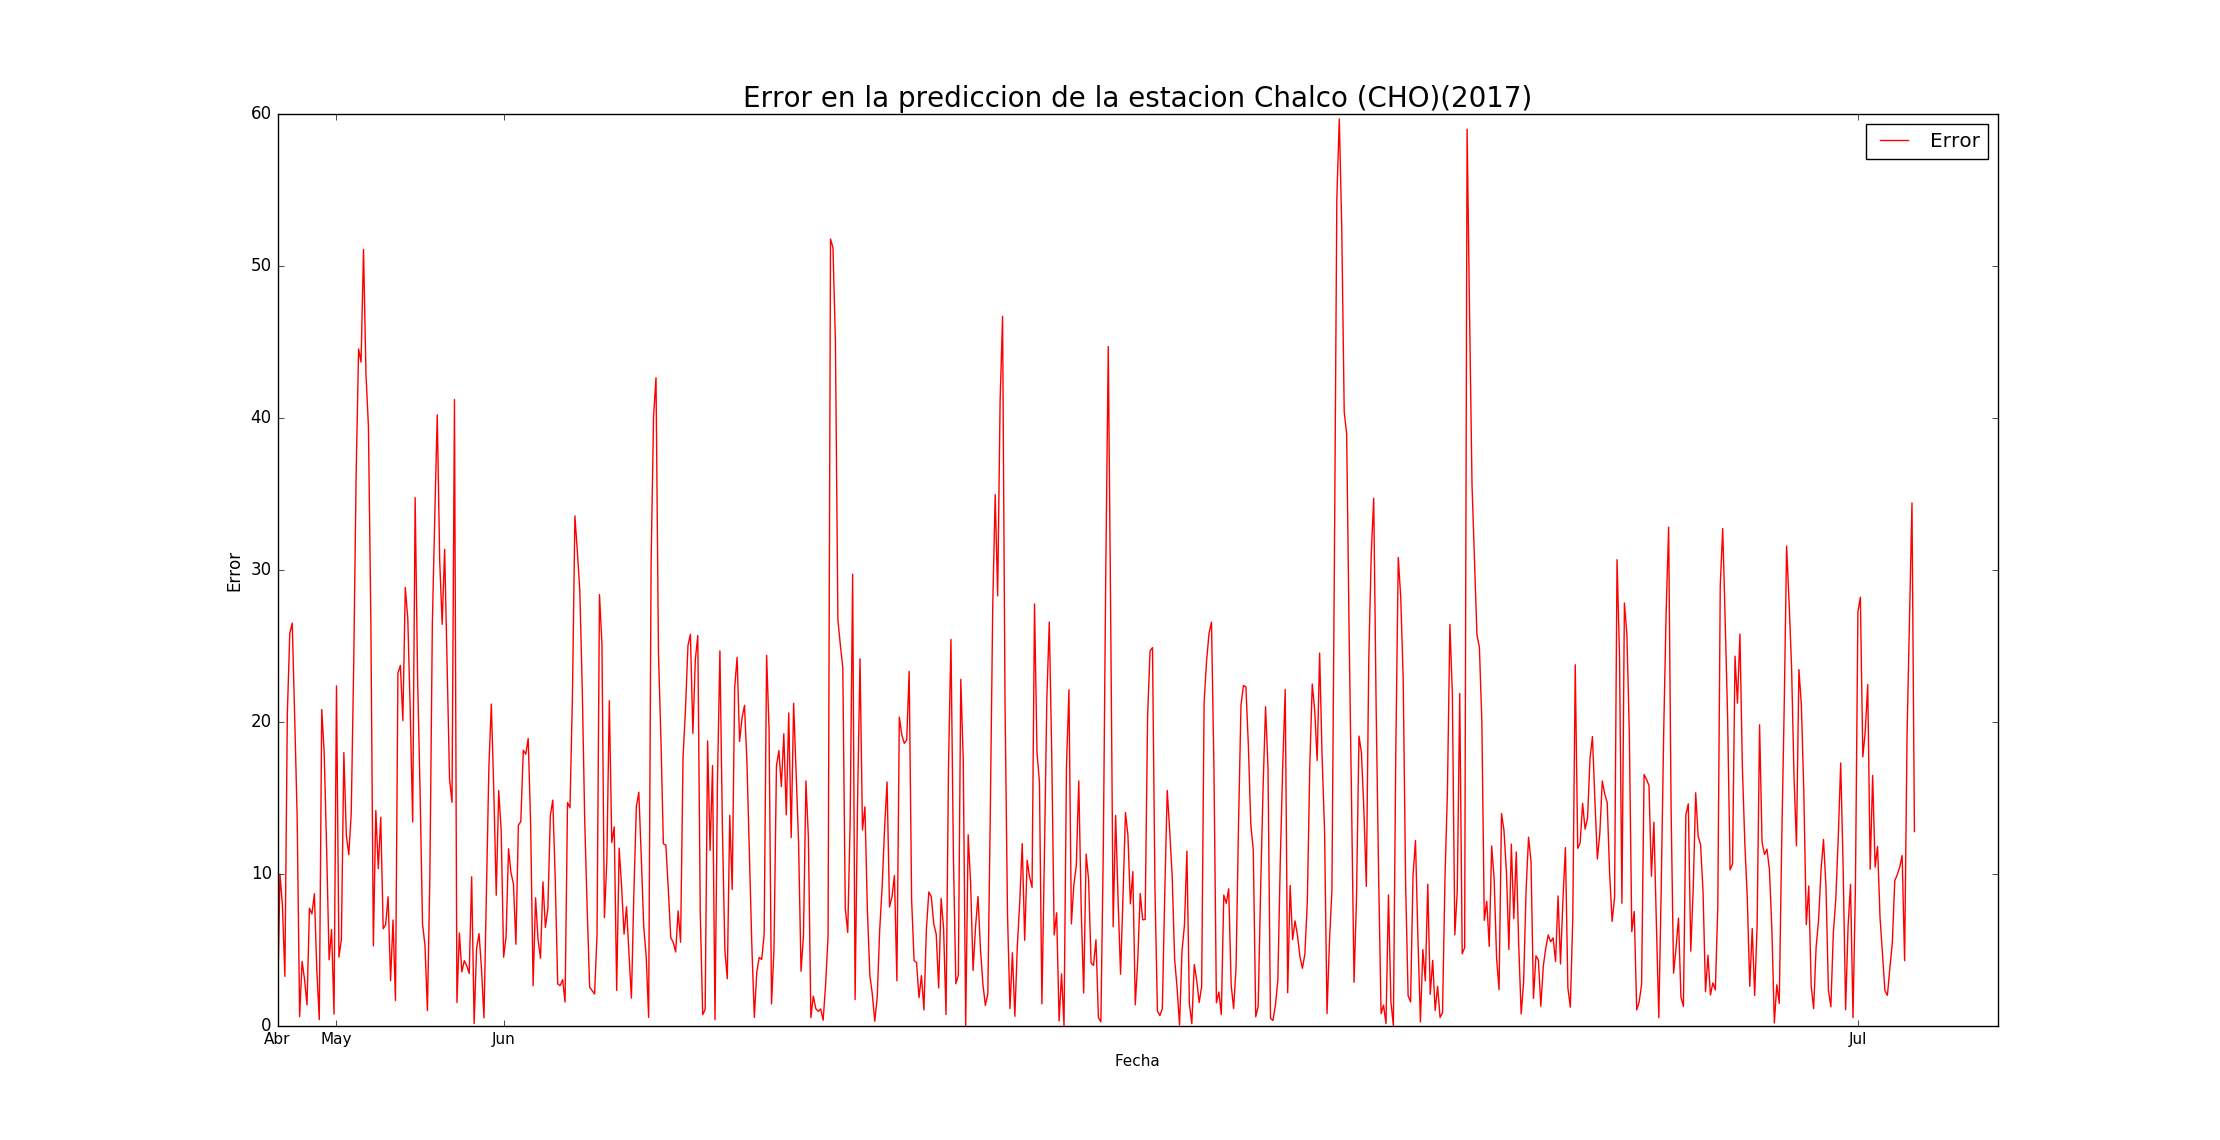 Error en la prediccion de la estacion Chalco (CHO)(2017)
Error
60
50
40
30
20
10
0
Error
Abr May Jun Jul
Fecha